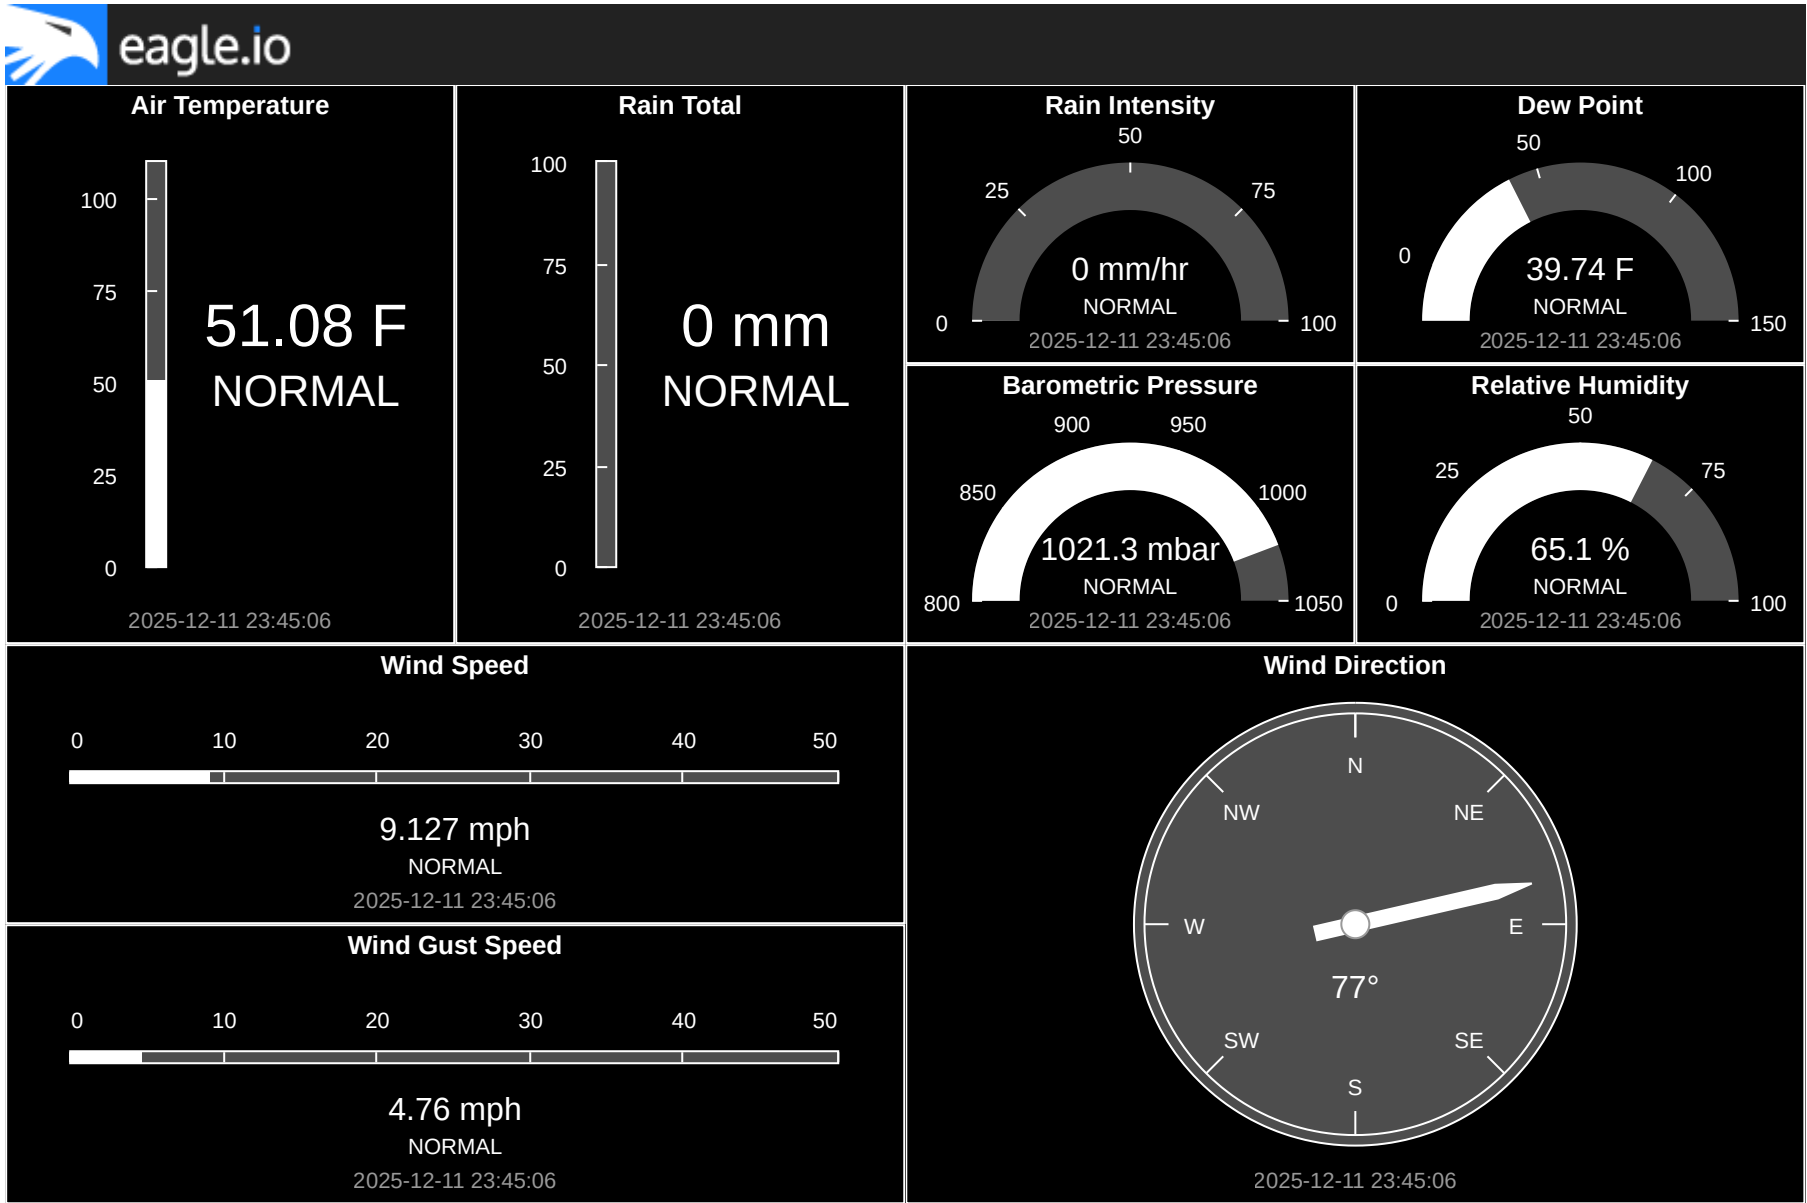 eagle.io
Air Temperature
100
75
50
25
0
51.08 F
NORMAL
2025-12-11 23:45:06
Rain Total
100
75
50
25
0
0 mm
NORMAL
2025-12-11 23:45:06
Rain Intensity
0
25
50
75
100
0 mm/hr
NORMAL
2025-12-11 23:45:06
Dew Point
0
50
100
150
39.74 F
NORMAL
2025-12-11 23:45:06
Barometric Pressure
800
850
900
950
1000
1050
1021.3 mbar
NORMAL
2025-12-11 23:45:06
Relative Humidity
0
25
50
75
100
65.1 %
NORMAL
2025-12-11 23:45:06
Wind Speed
0 10 20 30 40 50
9.127 mph
NORMAL
2025-12-11 23:45:06
Wind Gust Speed
0 10 20 30 40 50
4.76 mph
NORMAL
2025-12-11 23:45:06
Wind Direction
N
NW NE
W E
77°
SW SE
S
2025-12-11 23:45:06